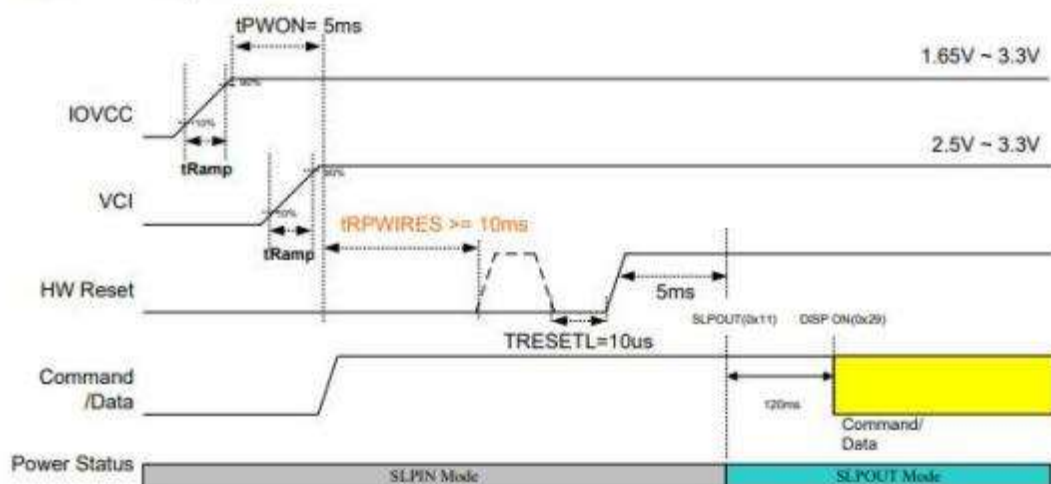 tPWON= 5ms
1.65V ~ 3.3V
90%
IOVCC
10%
tRamp
2.5V ~ 3.3V
90%
VCI
10%
tRPWIRES >= 10ms
tRamp
HW Reset
5ms
SLPOUT(0x11) DISP ON(0x29)
TRESETL=10us
Command
/Data
120ms
Command/
Data
Power Status
SLPIN Mode
SLPOUT Mode